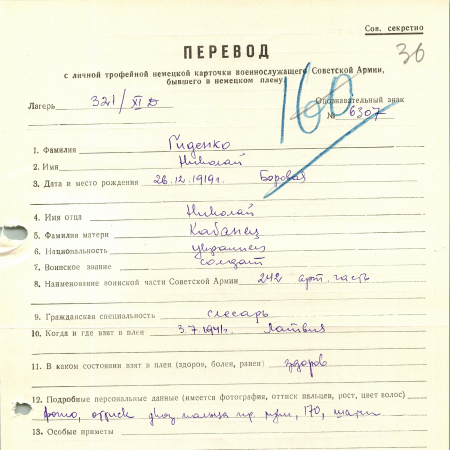 Сов. секретно
36
ПЕРЕВОД
с личной трофейной немецкой карточки военнослужащего Советской Армии,
бывшего в немецком плену
160
Лагерь 321/XI D Опознавательный знак
№ 6307
1. Фамилия Гиденко
2. Имя Николай
3. Дата и место рождения 26.12.1919г. Боровая
4. Имя отца Николай
5. Фамилия матери Кабанец
6. Национальность украинец
7. Воинское звание солдат
8. Наименование воинской части Советской Армии 242 арт. часть
9. Гражданская специальность слесарь
10. Когда и где взят в плен 3.7.1941г. Латвия
11. В каком состоянии взят в плен (здоров, болен, ранен) здоров
12. Подробные персональные данные (имеется фотография, оттиск пальцев, рост, цвет волос)
фото, оттиск пальца пр. руки, 170,
13. Особые приметы